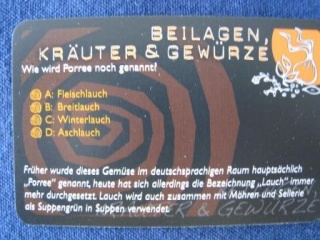 BEILAGEN,
KRÄUTER & GEWÜRZE
Wie wird Porree noch genannt?
A: Fleischlauch
B: Breitlauch
C: Winterlauch
D: Aschlauch
Früher wurde dieses Gemüse im deutschsprachigen Raum hauptsächlich
„Porree" genannt, heute hat sich allerdings die Bezeichnung „Lauch" immer
mehr durchgesetzt. Lauch wird auch zusammen mit Möhren und Sellerie
als Suppengrün in Suppen verwendet.
& GEWÜRZE